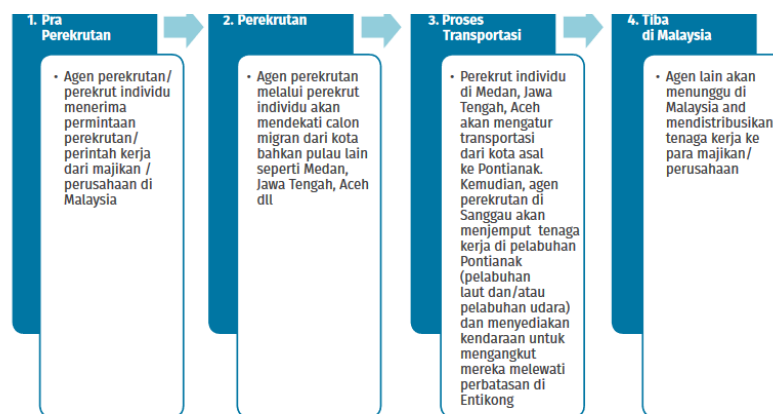 1. Pra
Perekrutan
• Agen perekrutan/
perekrut individu
menerima
permintaan
perekrutan/
perintah kerja
dari majikan /
perusahaan di
Malaysia
2. Perekrutan
• Agen perekrutan
melalui perekrut
individu akan
mendekati calon
migran dari kota
bahkan pulau lain
seperti Medan,
Jawa Tengah, Aceh
dll
3. Proses
Transportasi
• Perekrut individu
di Medan, Jawa
Tengah, Aceh
akan mengatur
transportasi
dari kota asal
ke Pontianak.
Kemudian, agen
perekrutan di
Sanggau akan
menjemput tenaga
kerja di pelabuhan
Pontianak
(pelabuhan
laut dan/atau
pelabuhan udara)
dan menyediakan
kendaraan untuk
mengangkut
mereka melewati
perbatasan di
Entikong
4. Tiba
di Malaysia
• Agen lain akan
menunggu di
Malaysia and
mendistribusikan
tenaga kerja ke
para majikan/
perusahaan